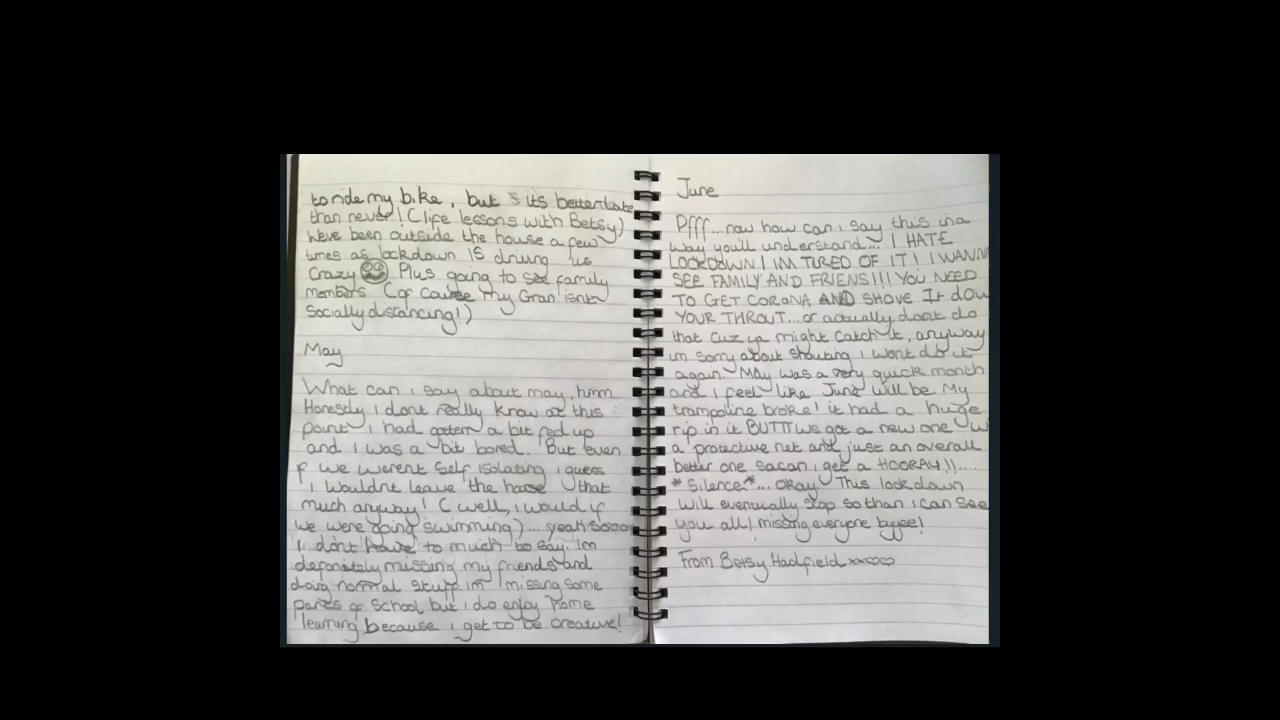 to ride my bike, but its better late
than never! (life lessons with Betsy)
Weve been outside the house a few
times as lockdown IS driving us
crazy Plus going to see family
members (of course my Gran isnt
Socially distancing!)
May
What can i say about may, hmm...
Honestly i dont really know at this
point i had gotten a bit fed up
and i was a bit bored. But even
if we werent Self isolating i guess
i Wouldnt leave the house that
much anyway! (well, i would if
we were going swimming)... yeah sooo
i dont have to much to say. im
definitely missing my friends and
doing normal stuff im missing some
parts of School but i do enjoy home
learning because i get to be creative!
June
Pfff...now how can i say this in a
way youll understand... I HATE
LOCKDOWN! IM TIRED OF IT! I WANNA
SEE FAMILY AND FRIENS!!! YOU NEED
TO GET CORONA AND SHOVE It dow
YOUR THROUT...or actually dont do
that cuz ya might catch it, anyway
im sorry about shouting i wont do it
again. May was a very quick month
and i feel like June will be. My
trampoline broke! it had a huge
rip in it BUTTT we got a new one w
a protective net and just an overall
better one so can i get a HOORAY!!....
*Silence*... okay This lockdown
will eventually stop so than i can see
you all! missing everyone byyee!
From Betsy Hadfield xxoxoo